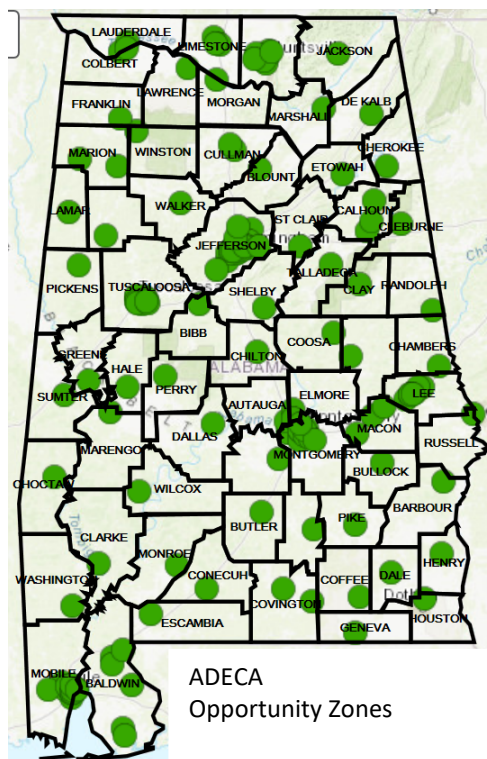 LAUDERDALE
LIMESTONE
JACKSON
COLBERT
LAWRENCE
FRANKLIN
MORGAN
MARSHALL
DE KALB
CHEROKEE
MARION
WINSTON
CULLMAN
BLOUNT
ETOWAH
WALKER
ST CLAIR
CALHOUN
CLEBURNE
LAMAR
JEFFERSON
TALLADEGA
PICKENS
TUSCALOOSA
SHELBY
CLAY
RANDOLPH
BIBB
GREENE
HALE
CHILTON
COOSA
CHAMBERS
ALABAMA
PERRY
SUMTER
AUTAUGA
ELMORE
LEE
DALLAS
MACON
RUSSELL
MARENGO
MONTGOMERY
BULLOCK
CHOCTAW
WILCOX
BARBOUR
BUTLER
PIKE
CLARKE
MONROE
HENRY
WASHINGTON
CONECUH
COVINGTON
COFFEE
DALE
HOUSTON
ESCAMBIA
GENEVA
MOBILE
BALDWIN
ADECA
Opportunity Zones